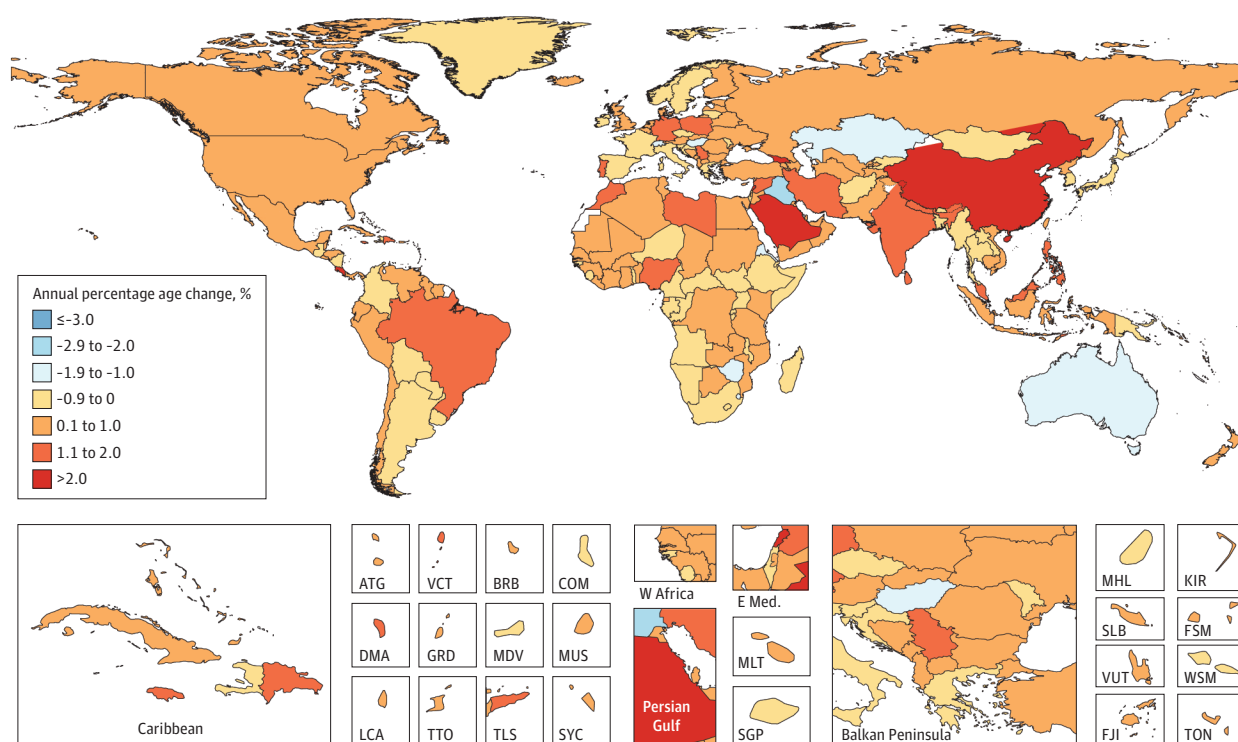 Annual percentage age change, %
≤-3.0
-2.9 to -2.0
-1.9 to -1.0
-0.9 to 0
0.1 to 1.0
1.1 to 2.0
>2.0
Caribbean
ATG
VCT
BRB
COM
DMA
GRD
MDV
MUS
LCA
TTO
TLS
SYC
W Africa
E Med.
Persian
Gulf
MLT
SGP
Balkan Peninsula
MHL
KIR
SLB
FSM
VUT
WSM
FJI
TON